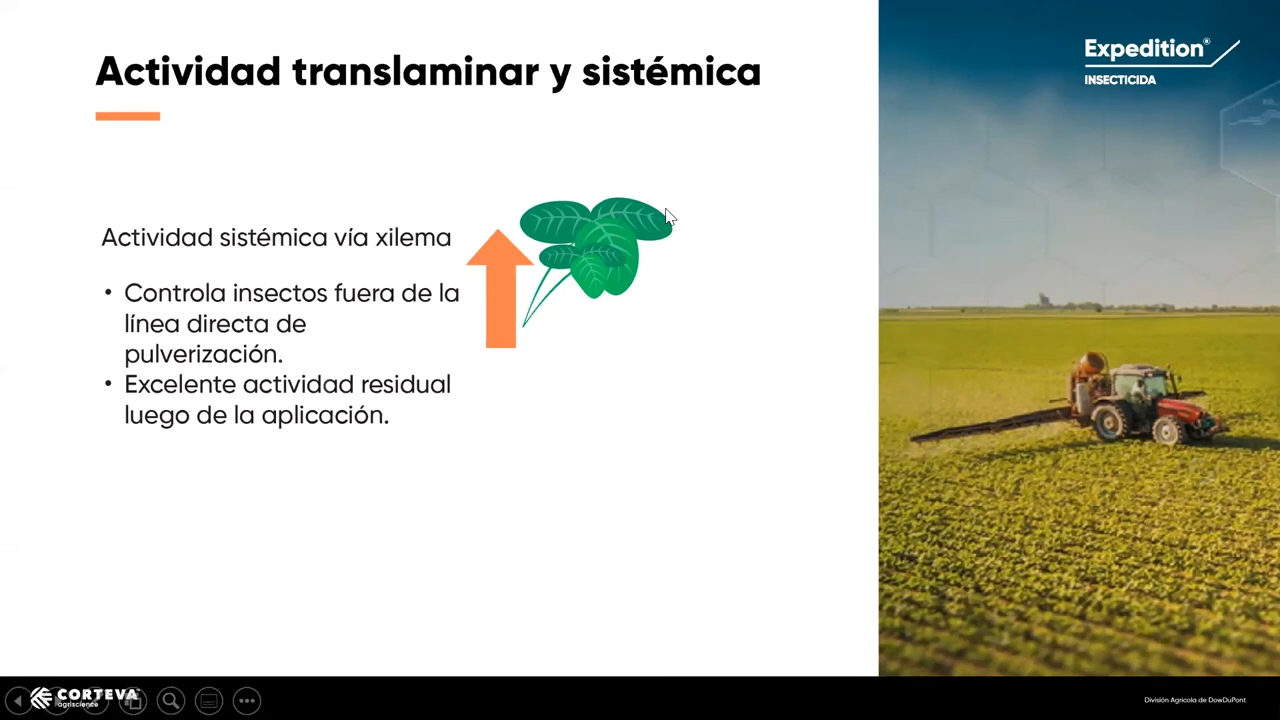 Actividad translaminar y sistémica
Expedition®
INSECTICIDA
Actividad sistémica vía xilema
• Controla insectos fuera de la
línea directa de
pulverización.
• Excelente actividad residual
luego de la aplicación.
CORTEVA
agriscience
División Agrícola de DowDuPont